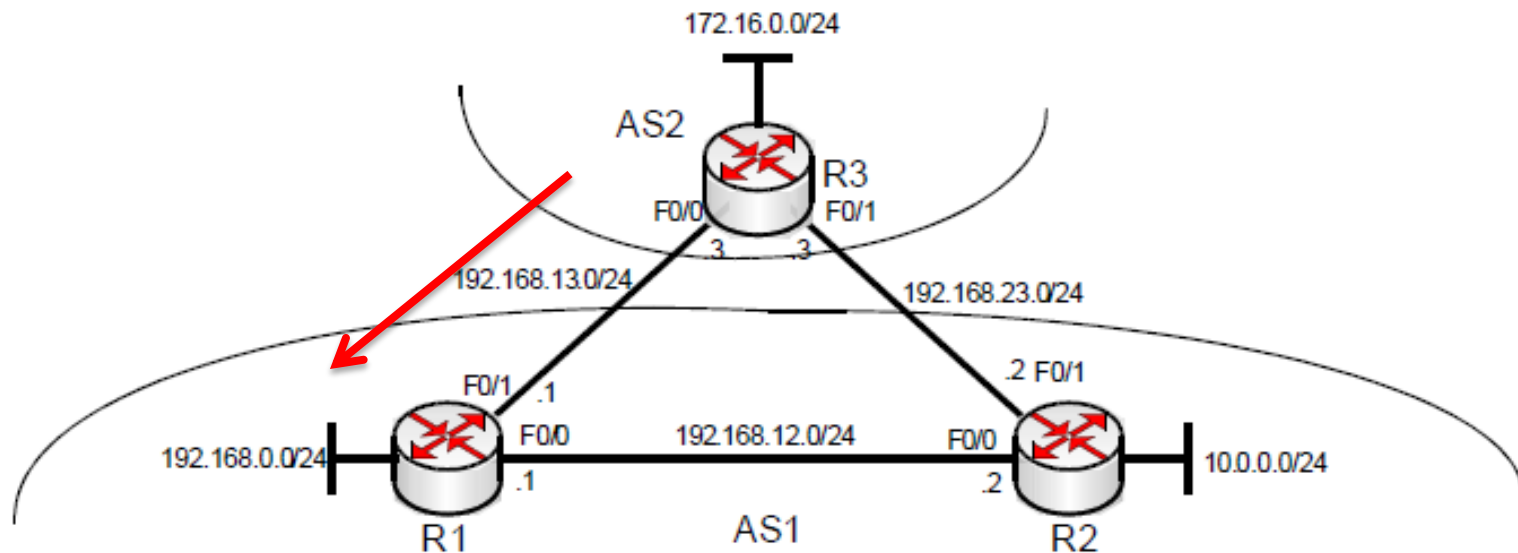 172.16.0.0/24
AS2
R3
F0/0
F0/1
.3
.3
192.168.13.0/24
192.168.23.0/24
F0/1
.1
.2
F0/1
F0/0
192.168.12.0/24
F0/0
192.168.0.0/24
10.0.0.0/24
.1
.2
R1
AS1
R2